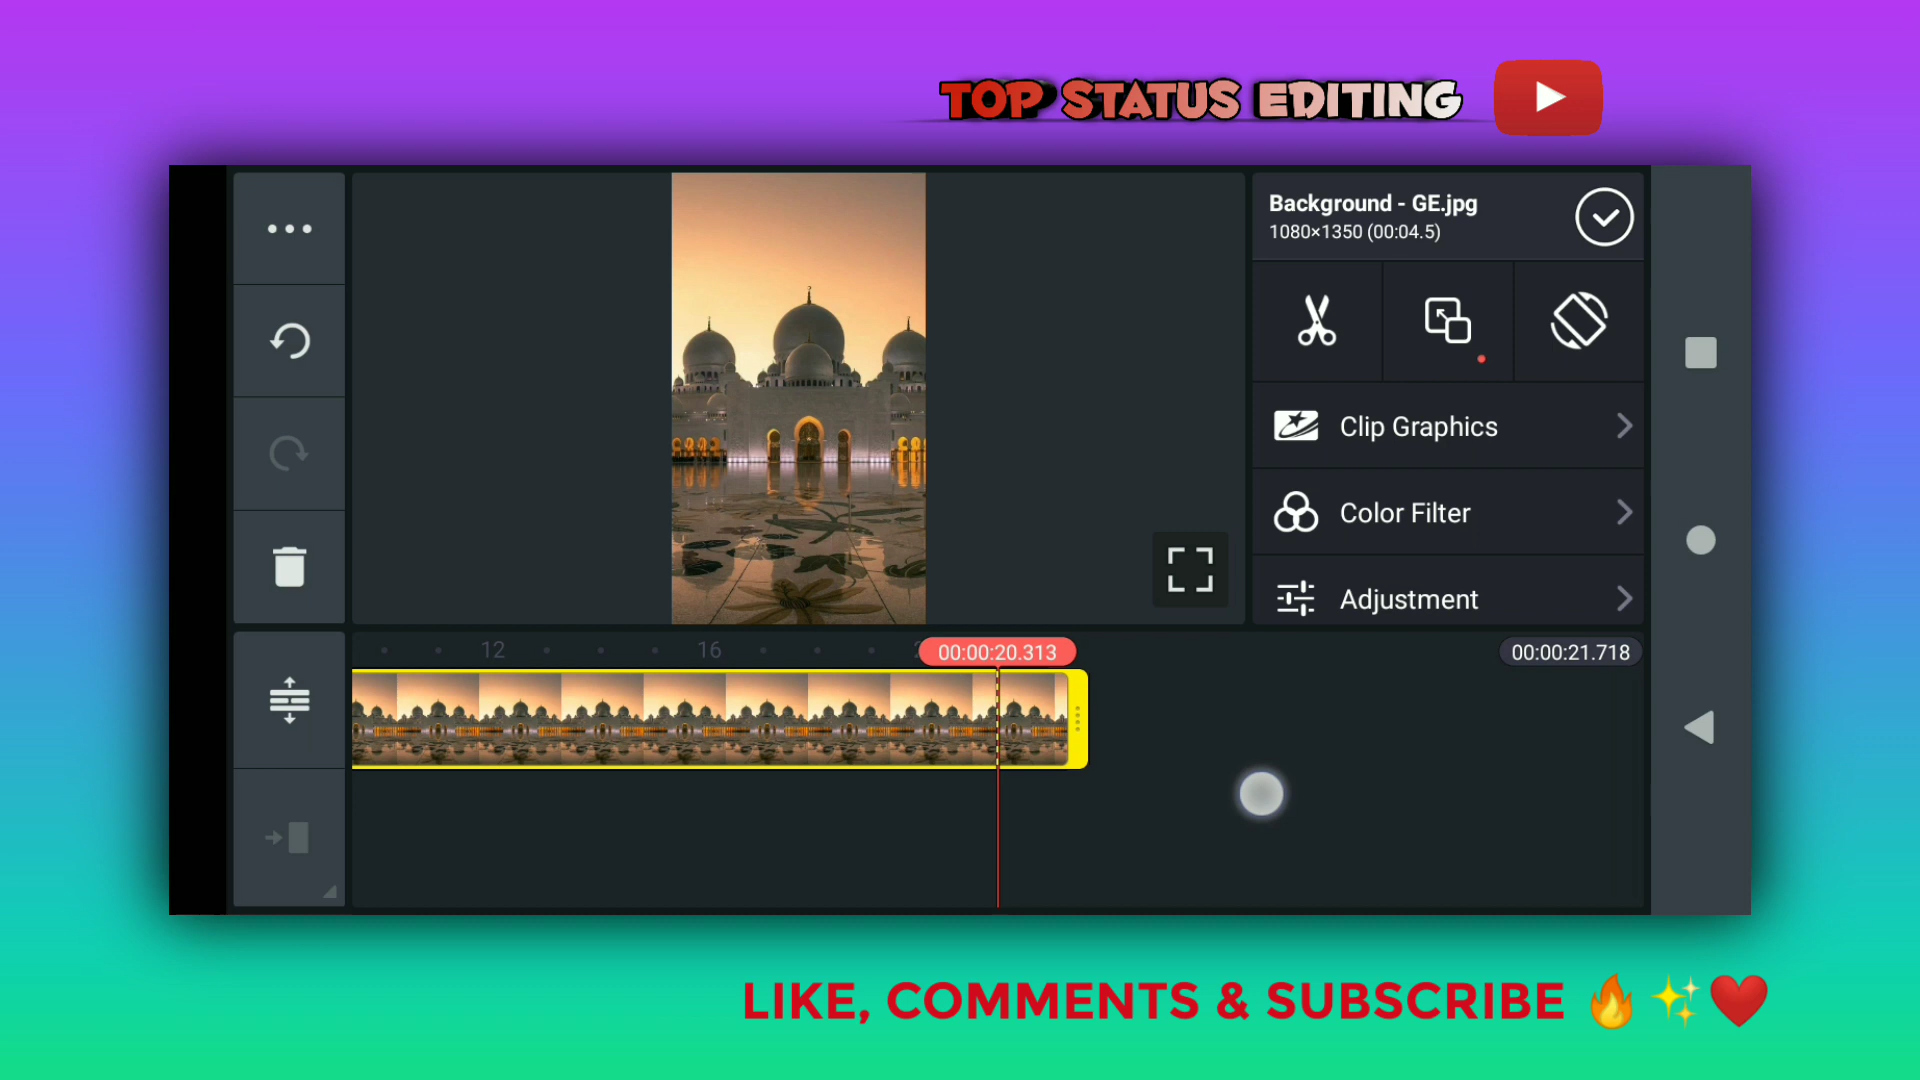 TOP STATUS EDITING
Background - GE.jpg
1080×1350 (00:04.5)
Clip Graphics
Color Filter
Adjustment
12
16
00:00:20.313
00:00:21.718
LIKE, COMMENTS & SUBSCRIBE 🔥✨❤️